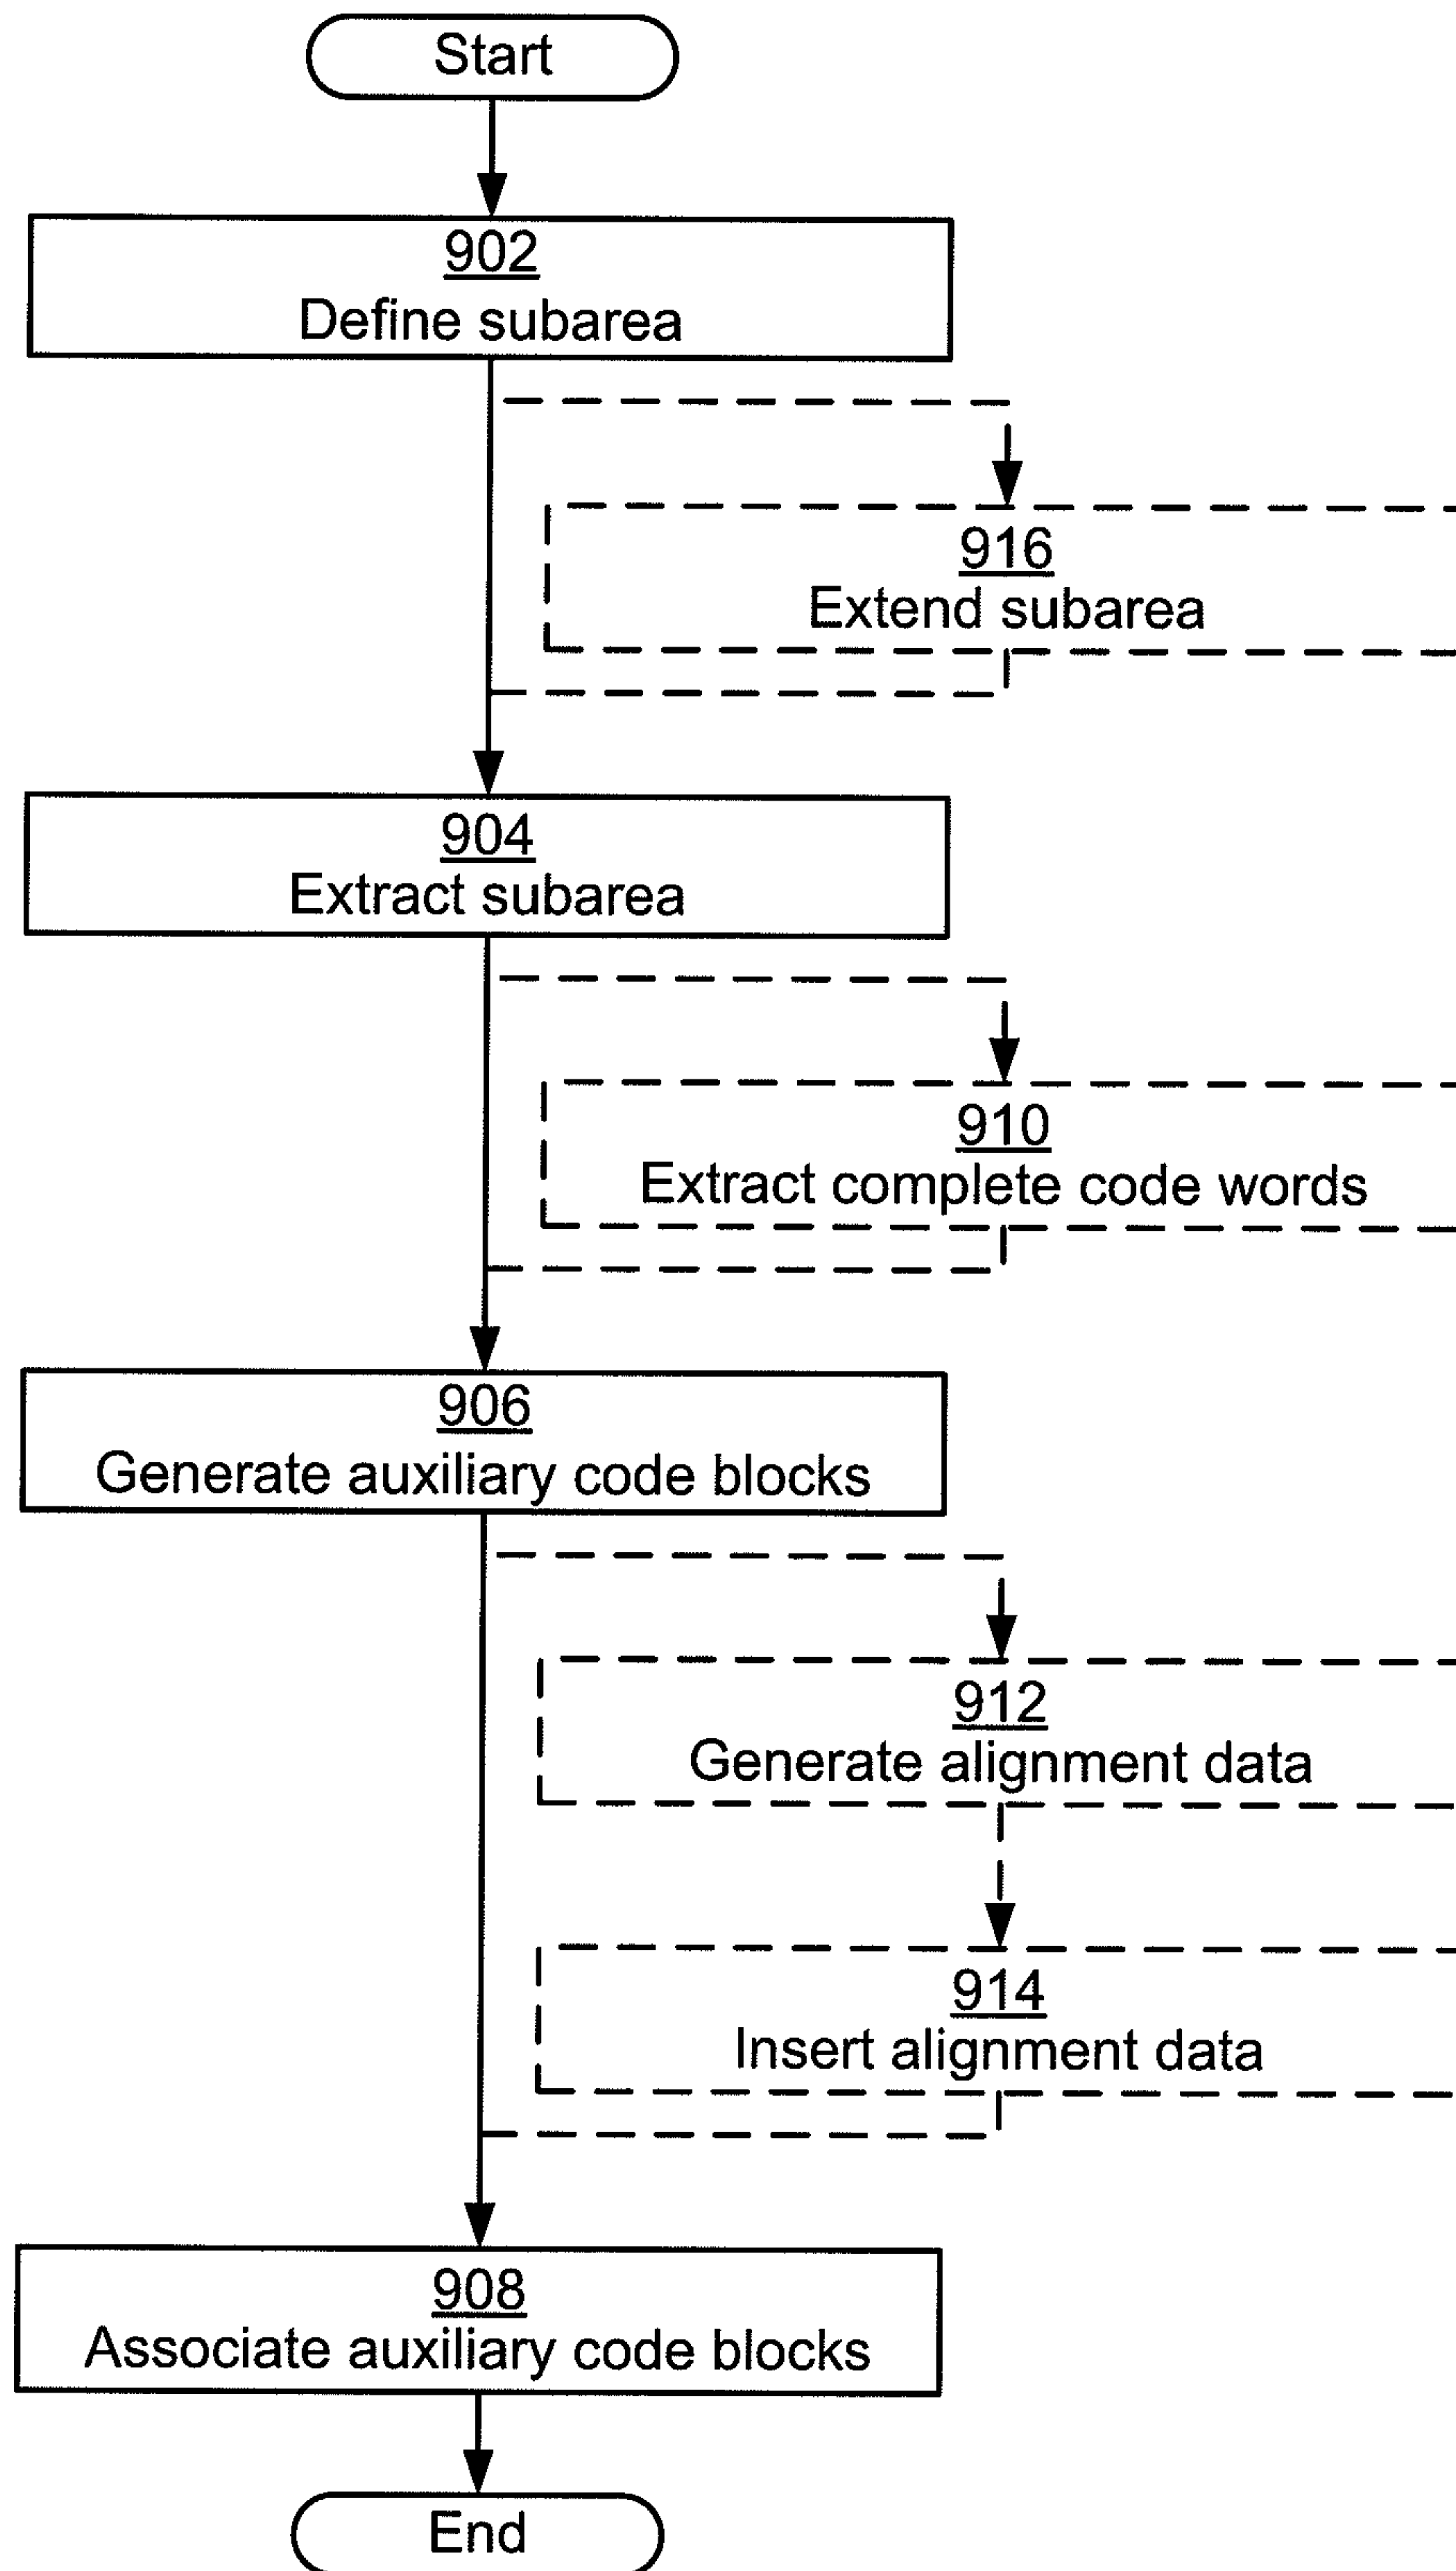 Start
902
Define subarea
916
Extend subarea
904
Extract subarea
910
Extract complete code words
906
Generate auxiliary code blocks
912
Generate alignment data
914
Insert alignment data
908
Associate auxiliary code blocks
End